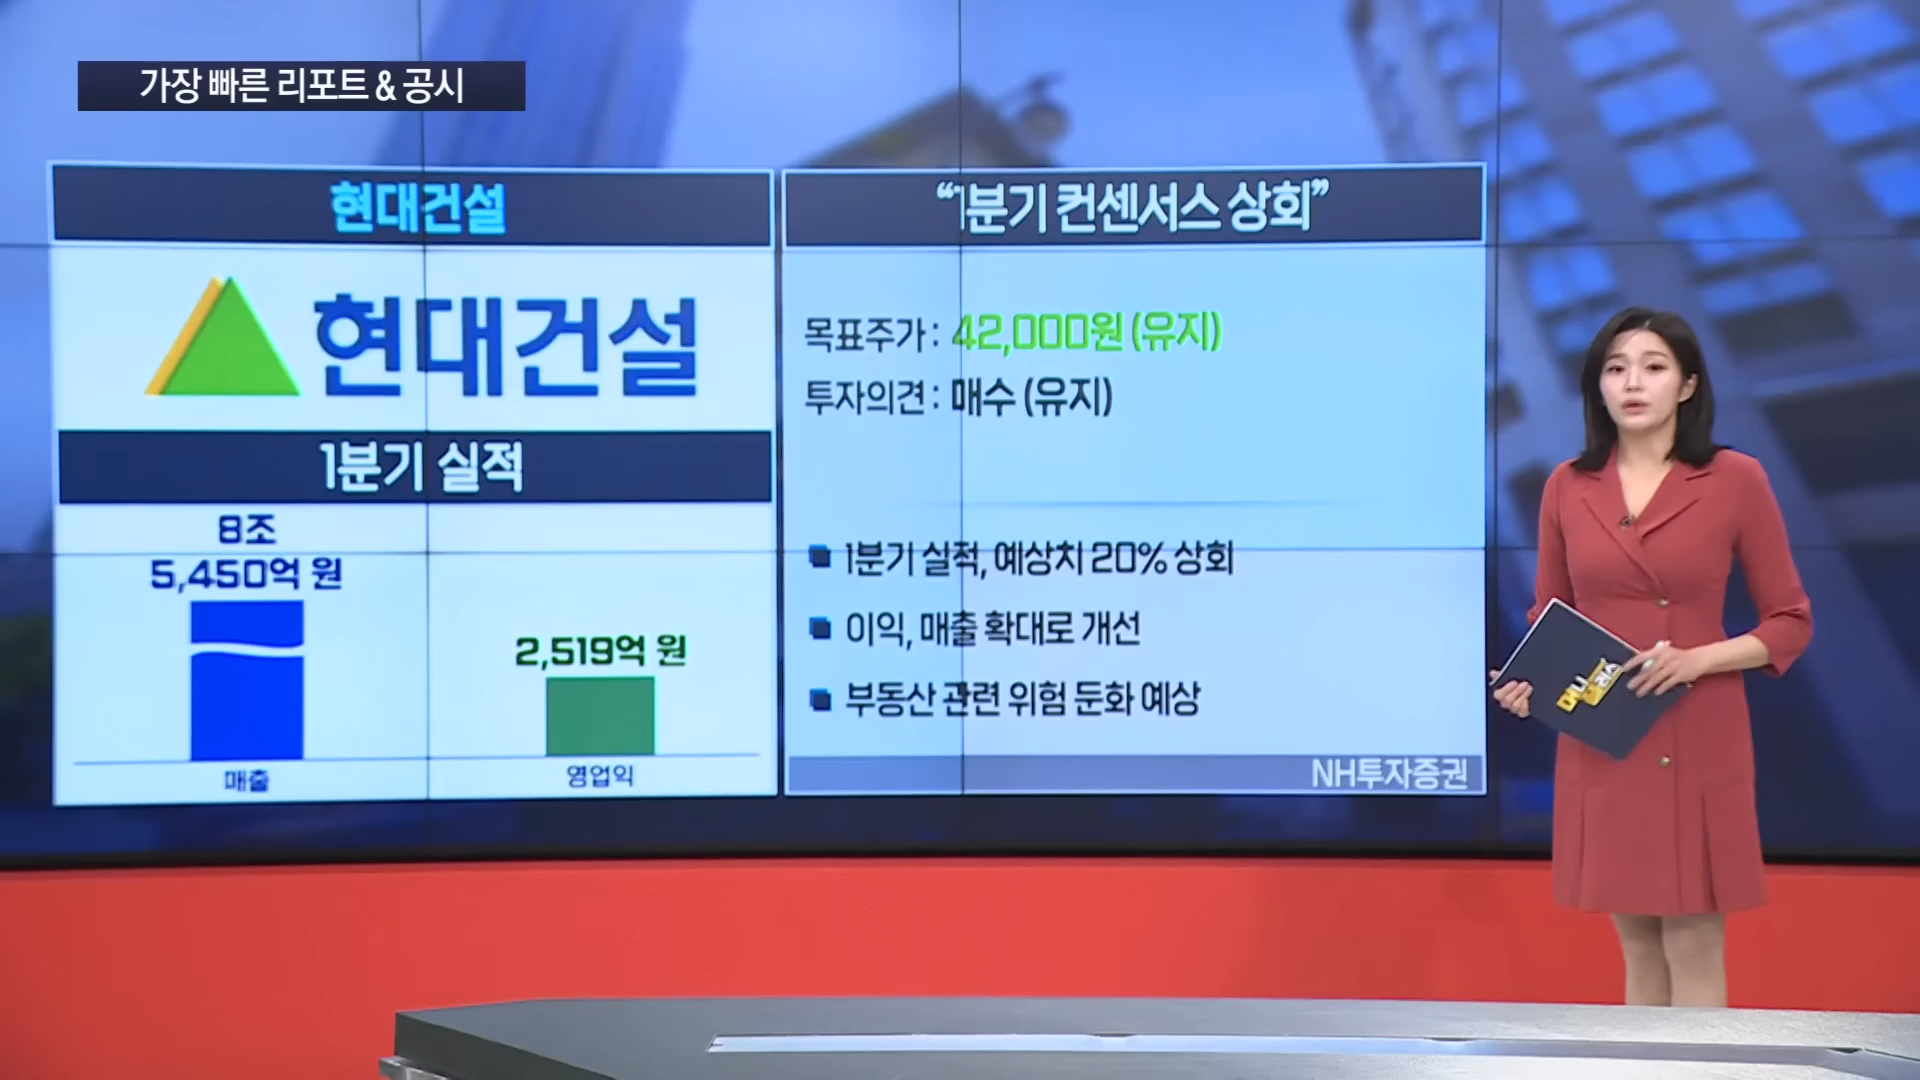 가장 빠른 리포트 & 공시
현대건설
현대건설
1분기 실적
8조
5,450억 원
2,519억 원
매출
영업익
“1분기 컨센서스 상회”
목표주가 : 42,000원 (유지)
투자의견 : 매수 (유지)
1분기 실적, 예상치 20% 상회
이익, 매출 확대로 개선
부동산 관련 위험 둔화 예상
NH투자증권